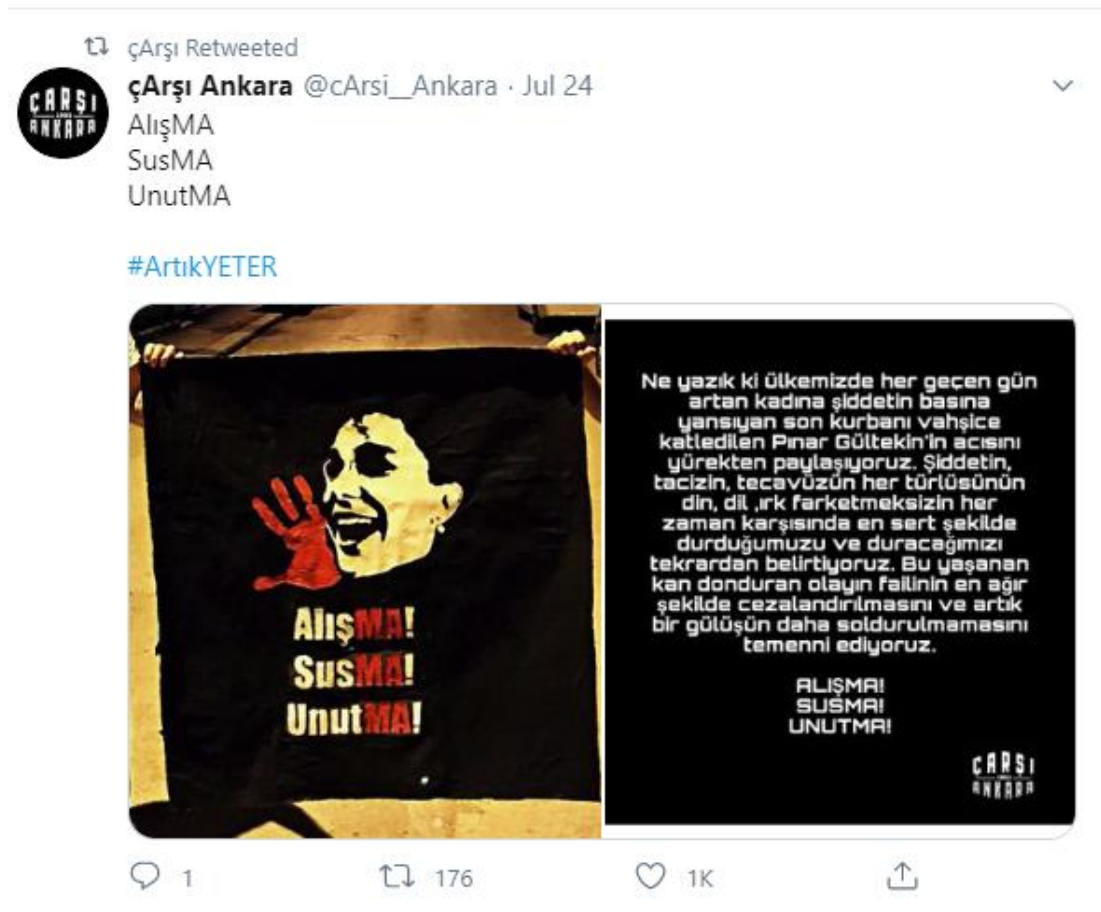 çArşı Retweeted
çArşı Ankara @cArsi__Ankara · Jul 24
ÇARŞI
ANKARA
AlışMA
SusMA
UnutMA
#ArtıkYETER
AlışMA!
SusMA!
UnutMA!
Ne yazık ki ülkemizde her geçen gün
artan kadına şiddetin basına
yansıyan son kurbanı vahşice
katledilen Pınar Gültekin'in acısını
yürekten paylaşıyoruz. Şiddetin,
tacizin, tecavüzün her türlüsünün
din, dil ,ırk farketmeksizin her
zaman karşısında en sert şekilde
durduğumuzu ve duracağımızı
tekrardan belirtiyoruz. Bu yaşanan
kan donduran olayın failinin en ağır
şekilde cezalandırılmasını ve artık
bir gülüşün daha soldurulmamasını
temenni ediyoruz.
ALIŞMA!
SUSMA!
UNUTMA!
ÇARŞI
ANKARA
1
176
1K